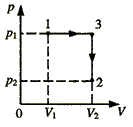 p
p₁ 1 3
p₂ 2
0 V₁ V₂ V